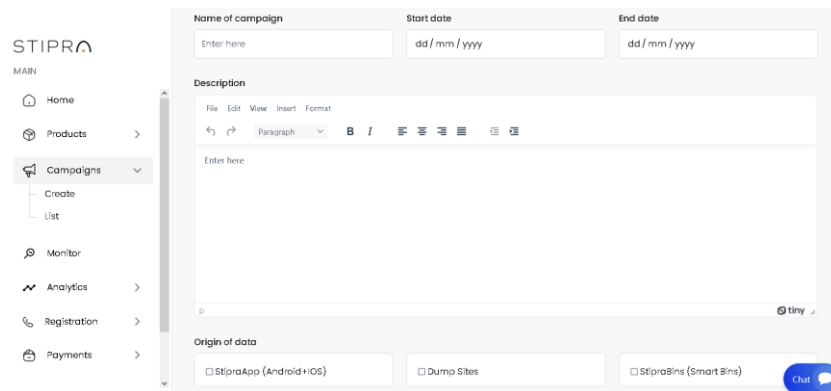 STIPRA
MAIN
Home
Products
Campaigns
Create
List
Monitor
Analytics
Registration
Payments
Name of campaign
Start date
End date
Enter here
dd / mm / yyyy
dd / mm / yyyy
Description
File Edit View Insert Format
Paragraph B I
Enter here
p
tiny
Origin of data
StipraApp (Android+IOS)
Dump Sites
StipraBins (Smart Bins)
Chat